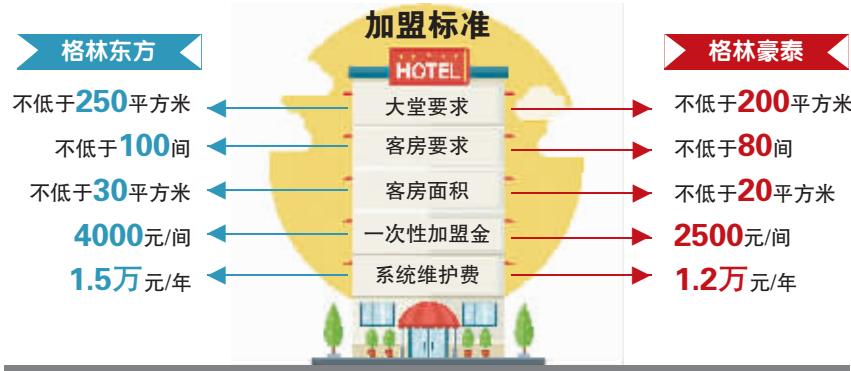 加盟标准
格林东方
格林豪泰
HOTEL
不低于250平方米 大堂要求 不低于200平方米
不低于100间 客房要求 不低于80间
不低于30平方米 客房面积 不低于20平方米
4000元/间 一次性加盟金 2500元/间
1.5万元/年 系统维护费 1.2万元/年